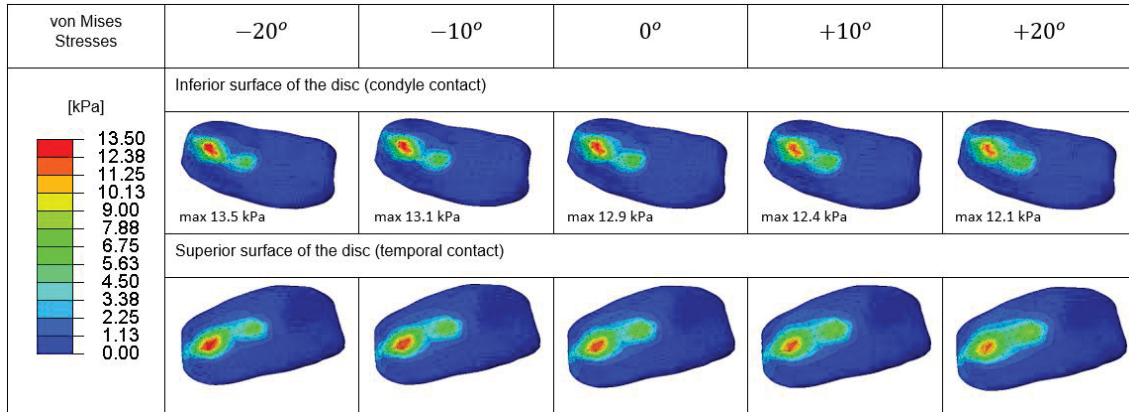 von Mises
Stresses
−20°
−10°
0°
+10°
+20°
Inferior surface of the disc (condyle contact)
[kPa]
13.50
12.38
11.25
10.13
9.00
7.88
6.75
5.63
4.50
3.38
2.25
1.13
0.00
max 13.5 kPa
max 13.1 kPa
max 12.9 kPa
max 12.4 kPa
max 12.1 kPa
Superior surface of the disc (temporal contact)